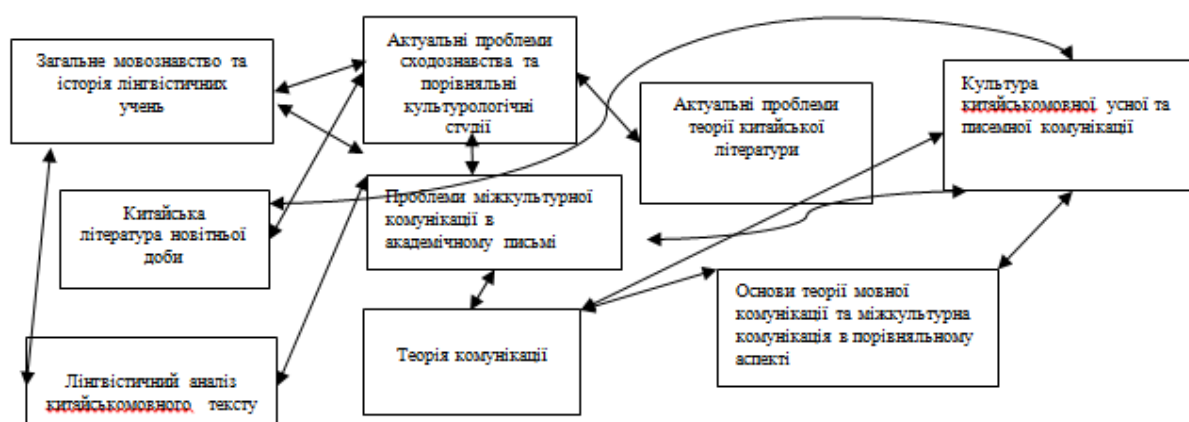 Загальне мовознавство та
історія лінгвістичних
учень
Актуальні проблеми
сходознавства та
порівняльні
культурологічні
студії
Актуальні проблеми
теорії китайської
літератури
Культура
китайськомовної усної та
писемної комунікації
Китайська
література новітньої
доби
Проблеми міжкультурної
комунікації в
академічному письмі
Основи теорії мовної
комунікації та міжкультурна
комунікація в порівняльному
аспекті
Теорія комунікації
Лінгвістичний аналіз
китайськомовного тексту